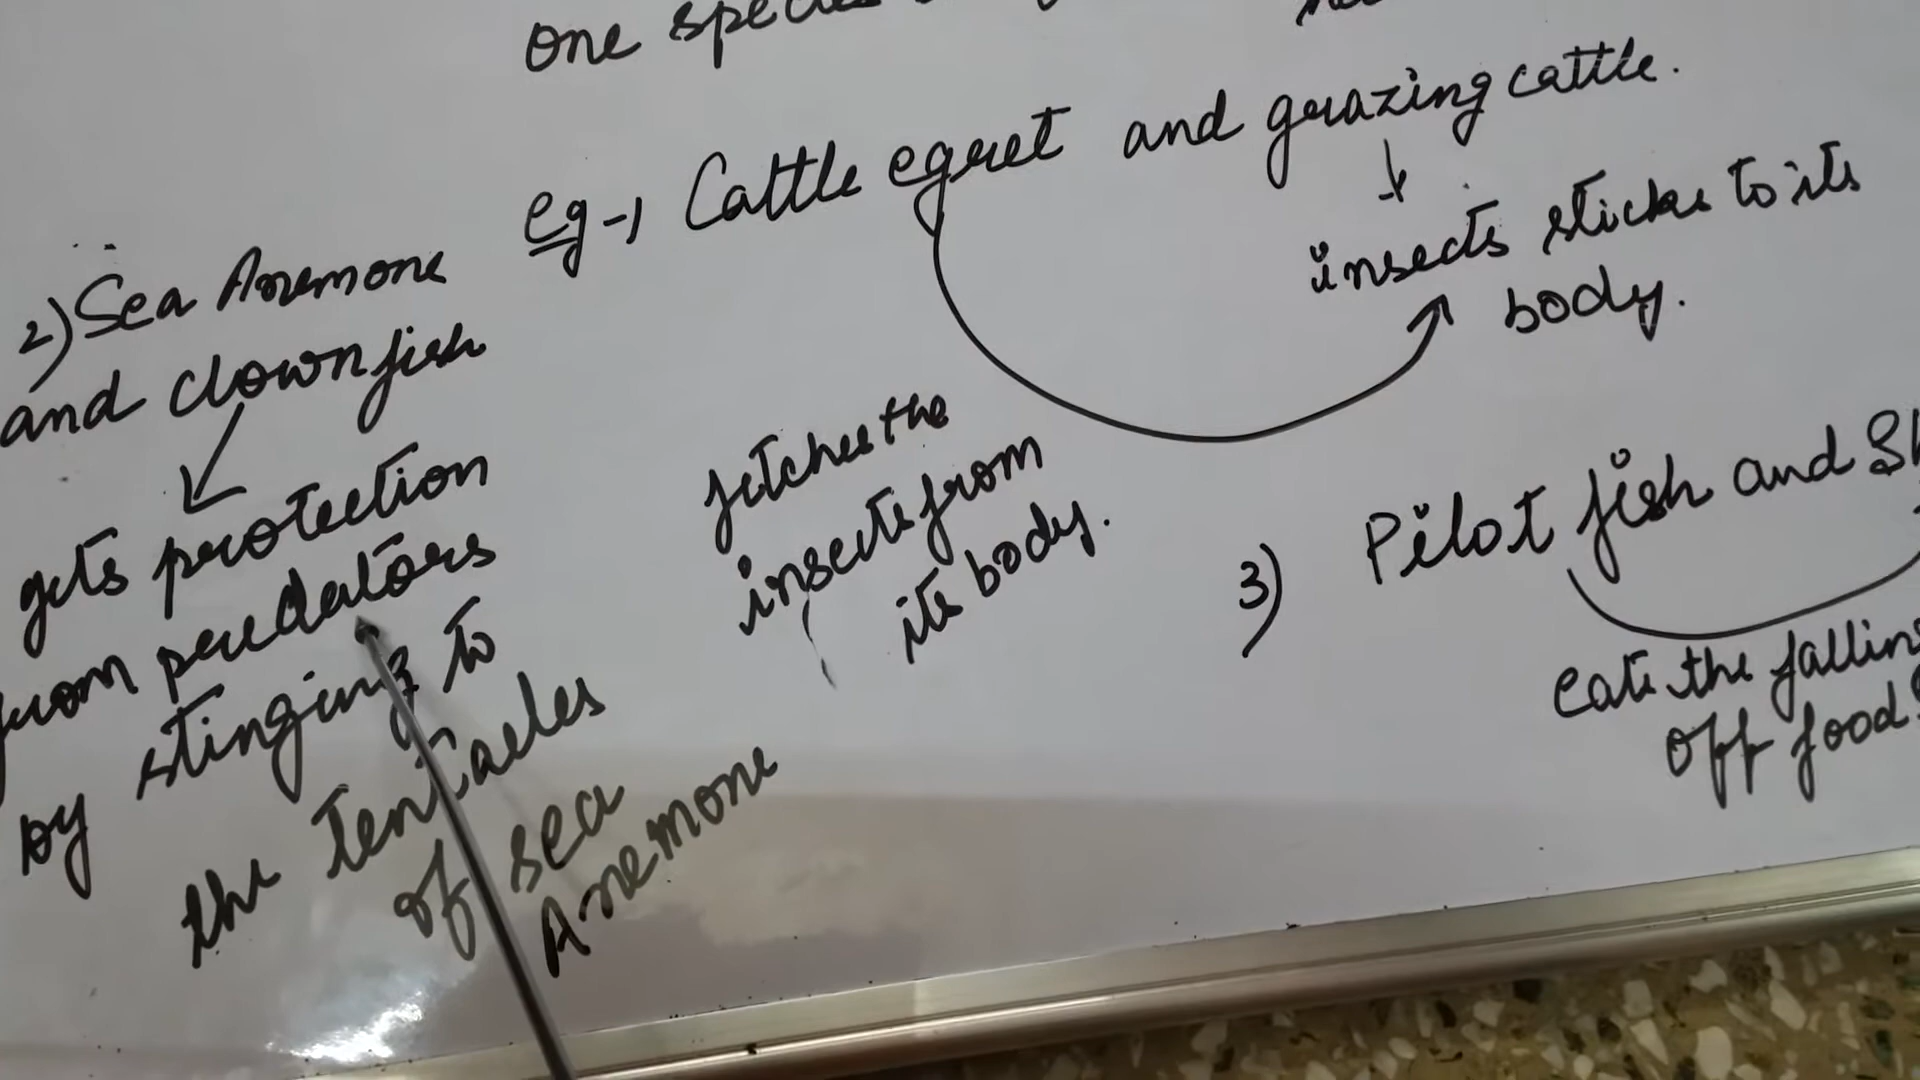 one species
eg-1 Cattle egret and grazing cattle.
insects sticks to its
body.
fetches the
insects from
its body.
2) Sea Anemone
and clownfish
gets protection
from predators
by stinging to
the tentacles
of sea
Anemone
3) Pilot fish and
eats the falling
off food